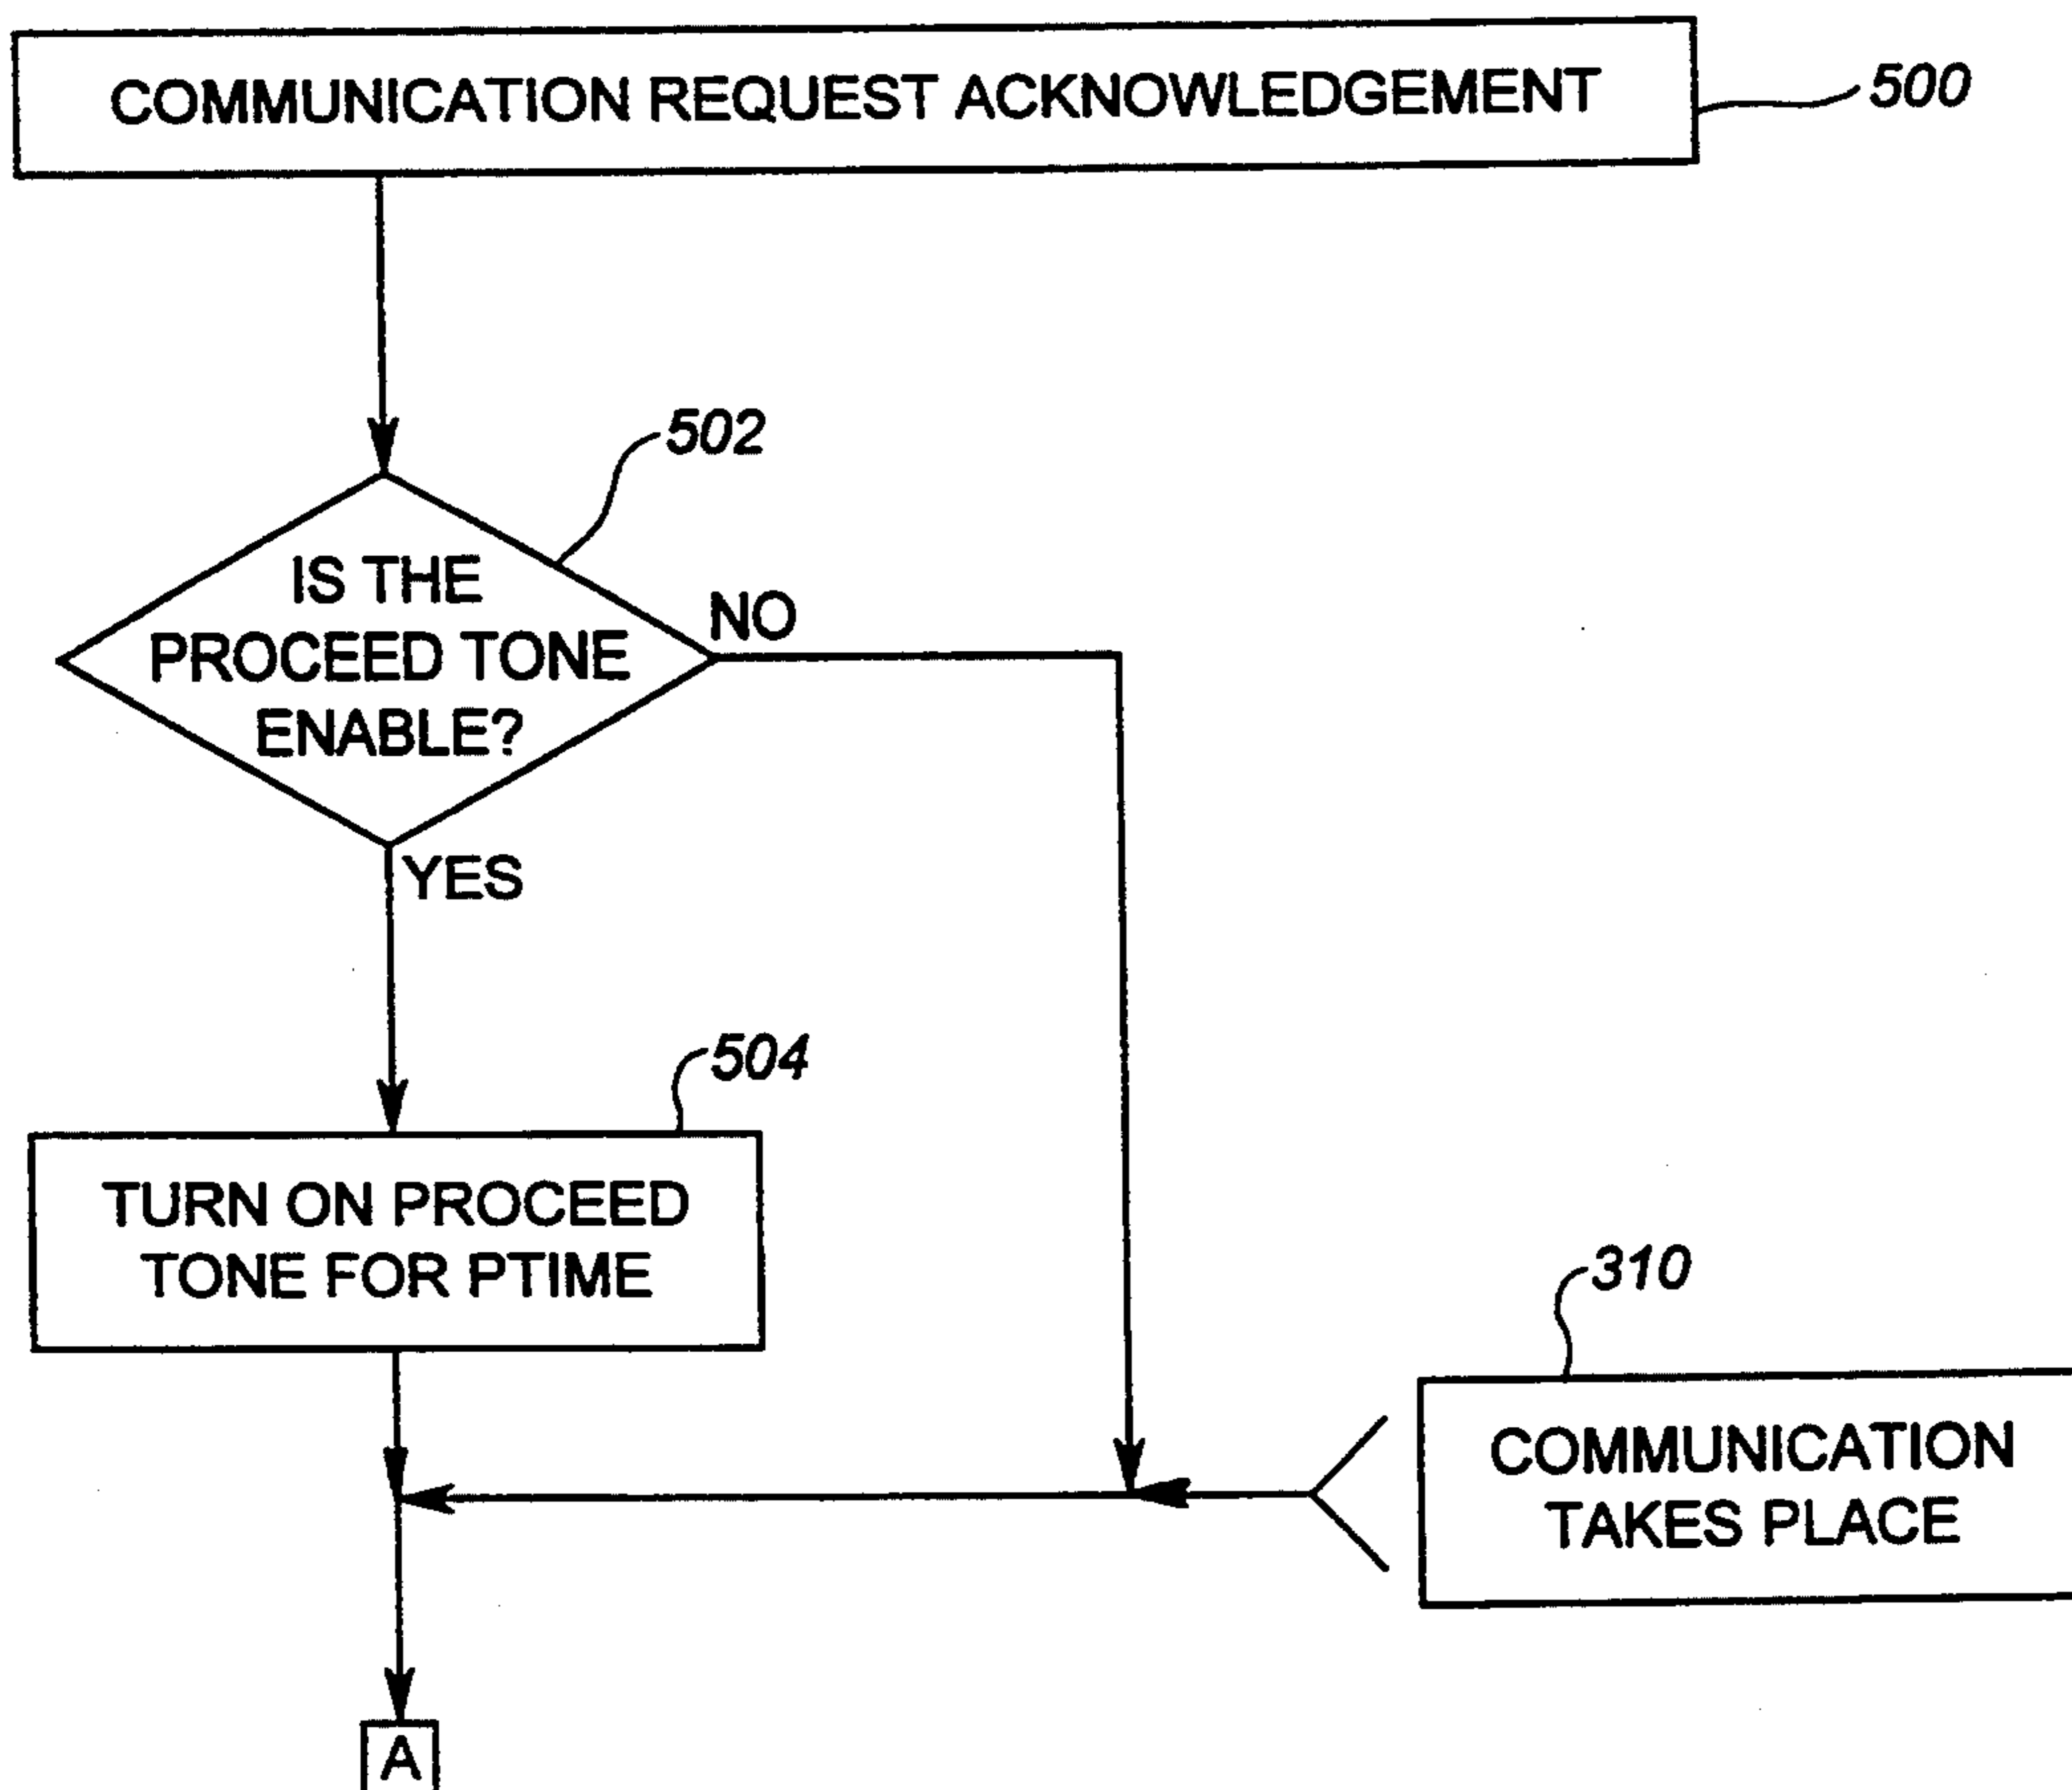 COMMUNICATION REQUEST ACKNOWLEDGEMENT
500
502
IS THE
PROCEED TONE
ENABLE?
NO
YES
504
TURN ON PROCEED
TONE FOR PTIME
310
COMMUNICATION
TAKES PLACE
A